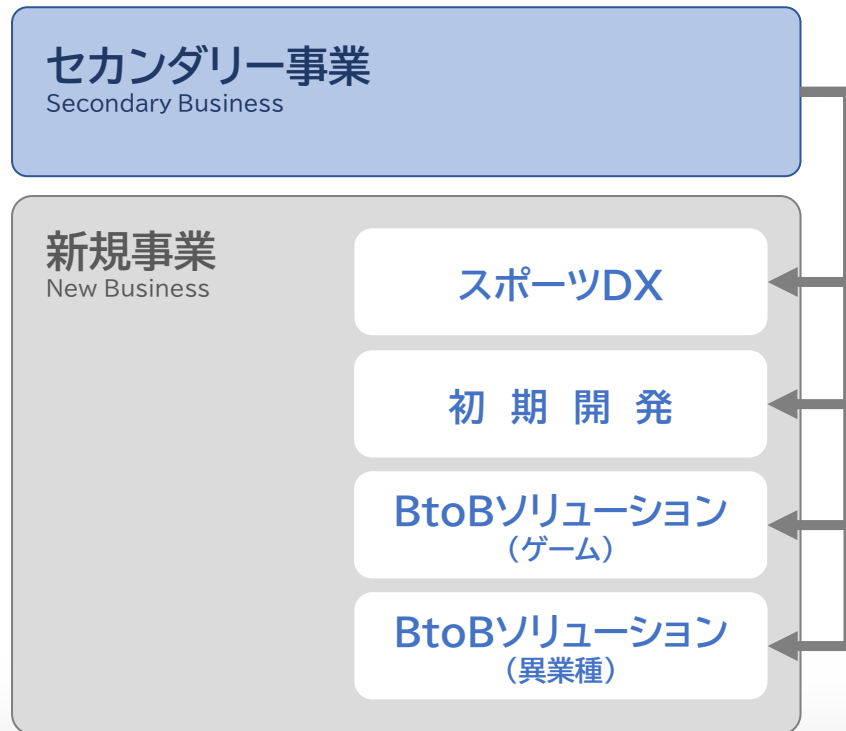 セカンダリー事業
Secondary Business
新規事業
New Business
スポーツDX
初 期 開 発
BtoBソリューション
（ゲーム）
BtoBソリューション
（異業種）